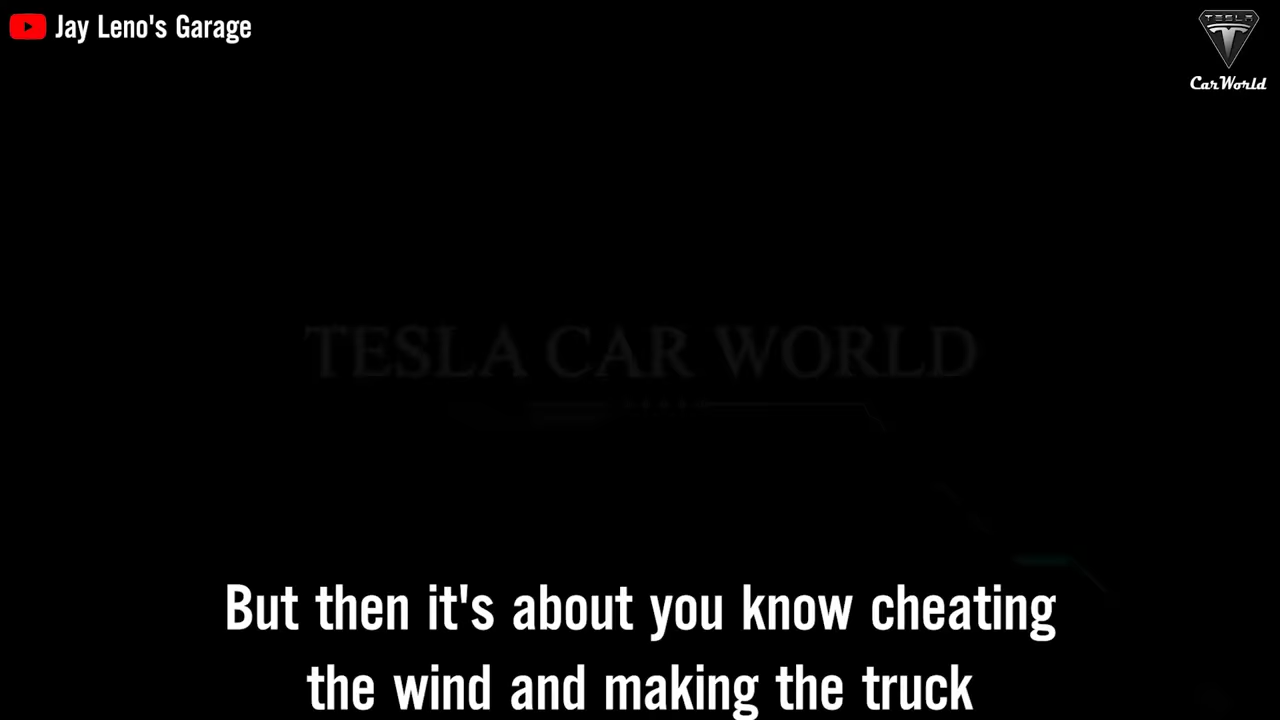 Jay Leno's Garage
TESLA
CarWorld
TESLA CAR WORLD
But then it's about you know cheating
the wind and making the truck